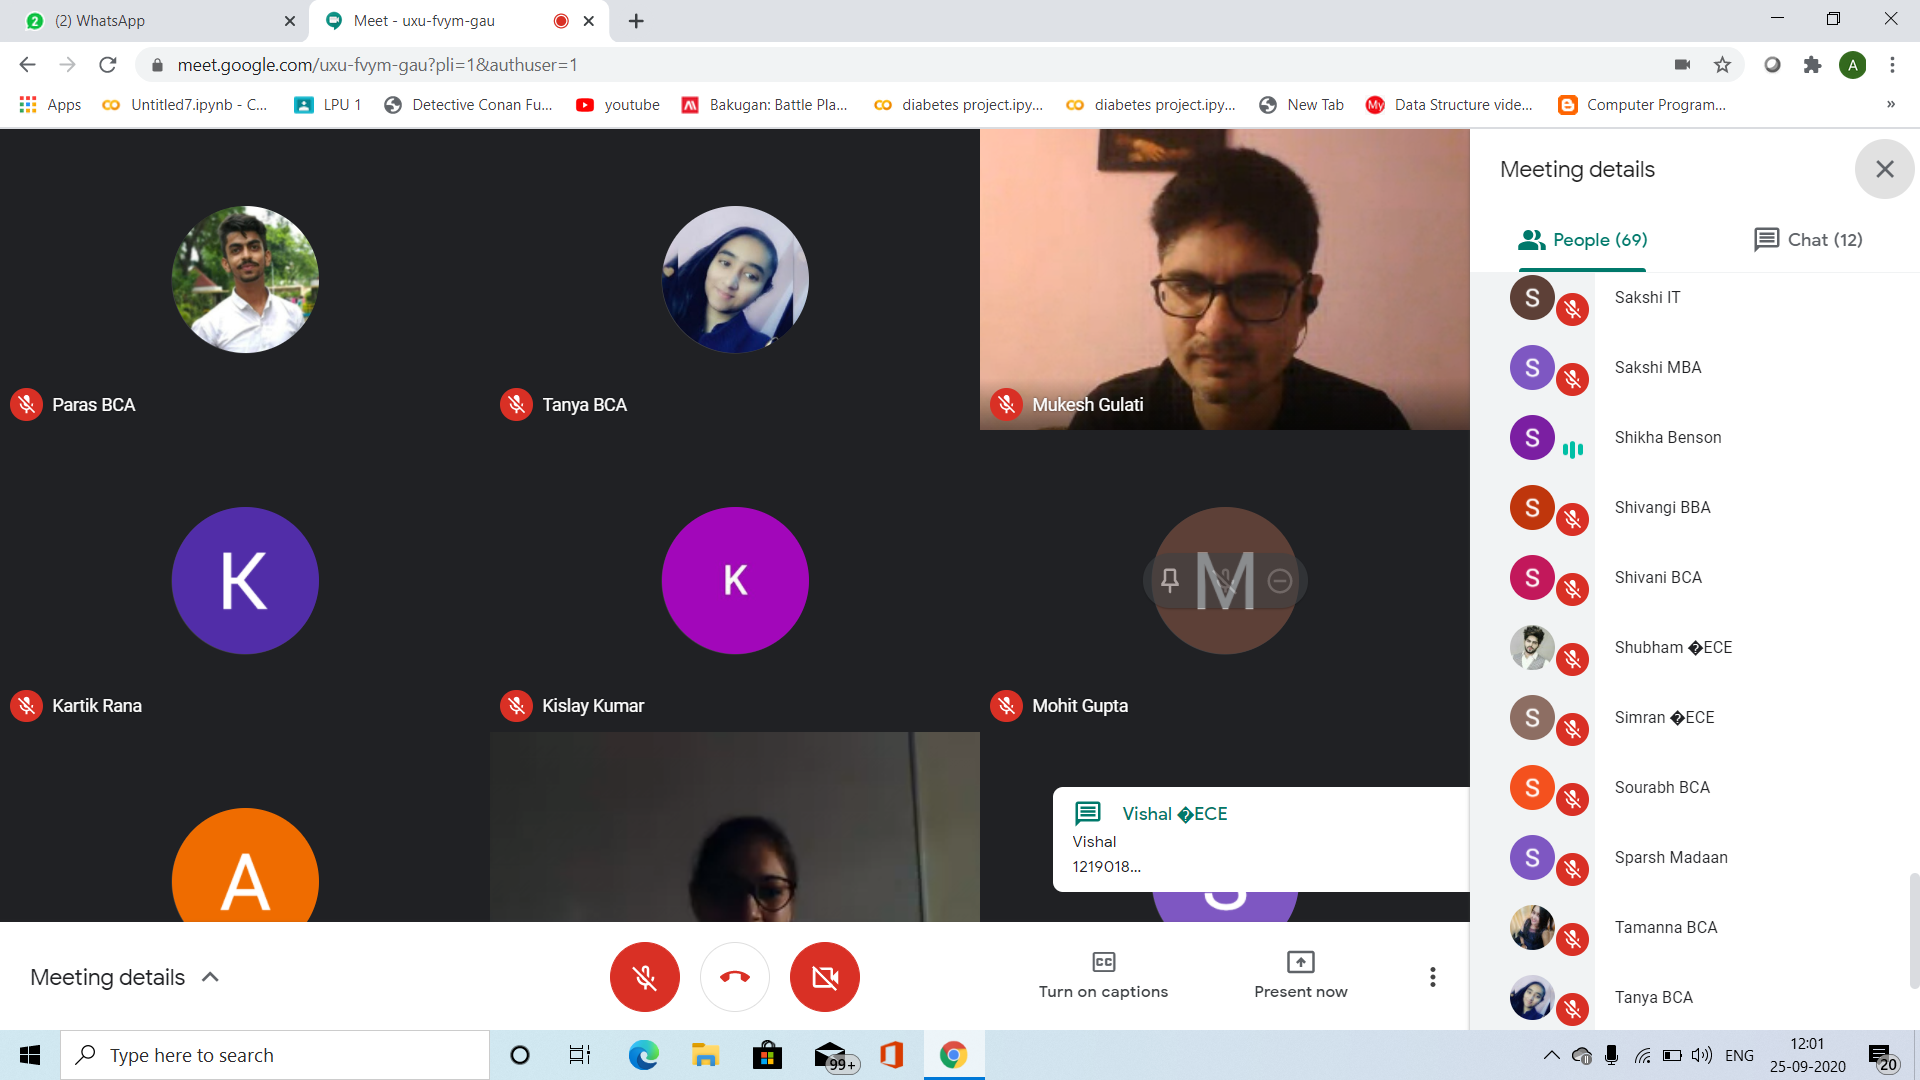 2 (2) WhatsApp
Meet - uxu-fvym-gau
meet.google.com/uxu-fvym-gau?pli=1&authuser=1
A
Apps
Untitled7.ipynb - C...
LPU 1
Detective Conan Fu...
youtube
Bakugan: Battle Pla...
diabetes project.ipy...
diabetes project.ipy...
New Tab
My Data Structure vide...
Computer Program...
»
Paras BCA
Tanya BCA
Mukesh Gulati
K
Kartik Rana
K
Kislay Kumar
M
Mohit Gupta
A
S
Vishal �ECE
Vishal
1219018...
Meeting details
People (69)
Chat (12)
S Sakshi IT
S Sakshi MBA
S Shikha Benson
S Shivangi BBA
S Shivani BCA
Shubham �ECE
S Simran �ECE
S Sourabh BCA
S Sparsh Madaan
Tamanna BCA
Tanya BCA
Meeting details
CC
Turn on captions
Present now
Type here to search
99+
ENG
12:01
25-09-2020
20